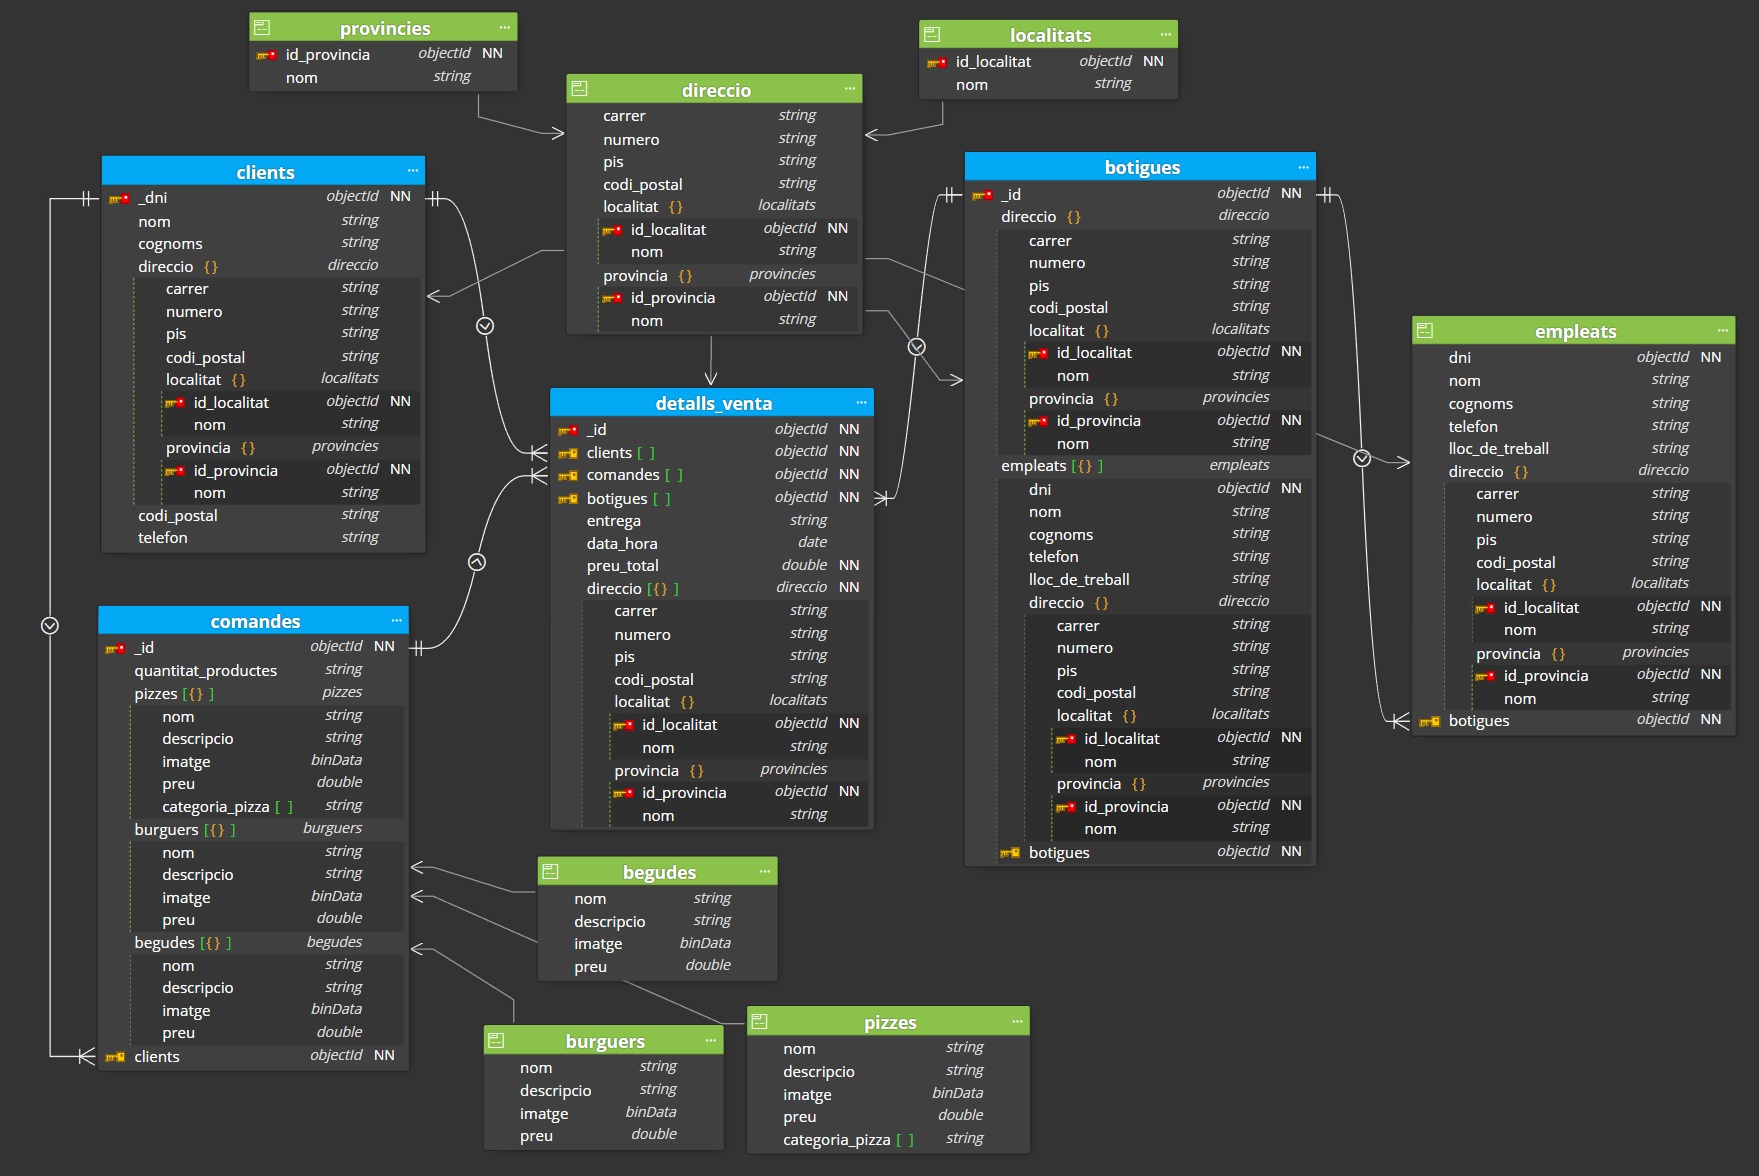 provincies ...
id_provincia objectId NN
nom string
localitats ...
id_localitat objectId NN
nom string
direccio ...
carrer string
numero string
pis string
codi_postal string
localitat {} localitats
id_localitat objectId NN
nom string
provincia {} provincies
id_provincia objectId NN
nom string
clients ...
_dni objectId NN
nom string
cognoms string
direccio {} direccio
carrer string
numero string
pis string
codi_postal string
localitat {} localitats
id_localitat objectId NN
nom string
provincia {} provincies
id_provincia objectId NN
nom string
codi_postal string
telefon string
botigues ...
_id objectId NN
direccio {} direccio
carrer string
numero string
pis string
codi_postal string
localitat {} localitats
id_localitat objectId NN
nom string
provincia {} provincies
id_provincia objectId NN
nom string
empleats [{} ] empleats
dni objectId NN
nom string
cognoms string
telefon string
lloc_de_treball string
direccio {} direccio
carrer string
numero string
pis string
codi_postal string
localitat {} localitats
id_localitat objectId NN
nom string
provincia {} provincies
id_provincia objectId NN
nom string
botigues objectId NN
empleats ...
dni objectId NN
nom string
cognoms string
telefon string
lloc_de_treball string
direccio {} direccio
carrer string
numero string
pis string
codi_postal string
localitat {} localitats
id_localitat objectId NN
nom string
provincia {} provincies
id_provincia objectId NN
nom string
botigues objectId NN
detalls_venta ...
_id objectId NN
clients [ ] objectId NN
comandes [ ] objectId NN
botigues [ ] objectId NN
entrega string
data_hora date
preu_total double NN
direccio [{} ] direccio NN
carrer string
numero string
pis string
codi_postal string
localitat {} localitats
id_localitat objectId NN
nom string
provincia {} provincies
id_provincia objectId NN
nom string
comandes ...
_id objectId NN
quantitat_productes string
pizzes [{} ] pizzes
nom string
descripcio string
imatge binData
preu double
categoria_pizza [ ] string
burguers [{} ] burguers
nom string
descripcio string
imatge binData
preu double
begudes [{} ] begudes
nom string
descripcio string
imatge binData
preu double
clients objectId NN
begudes ...
nom string
descripcio string
imatge binData
preu double
burguers ...
nom string
descripcio string
imatge binData
preu double
pizzes ...
nom string
descripcio string
imatge binData
preu double
categoria_pizza [ ] string